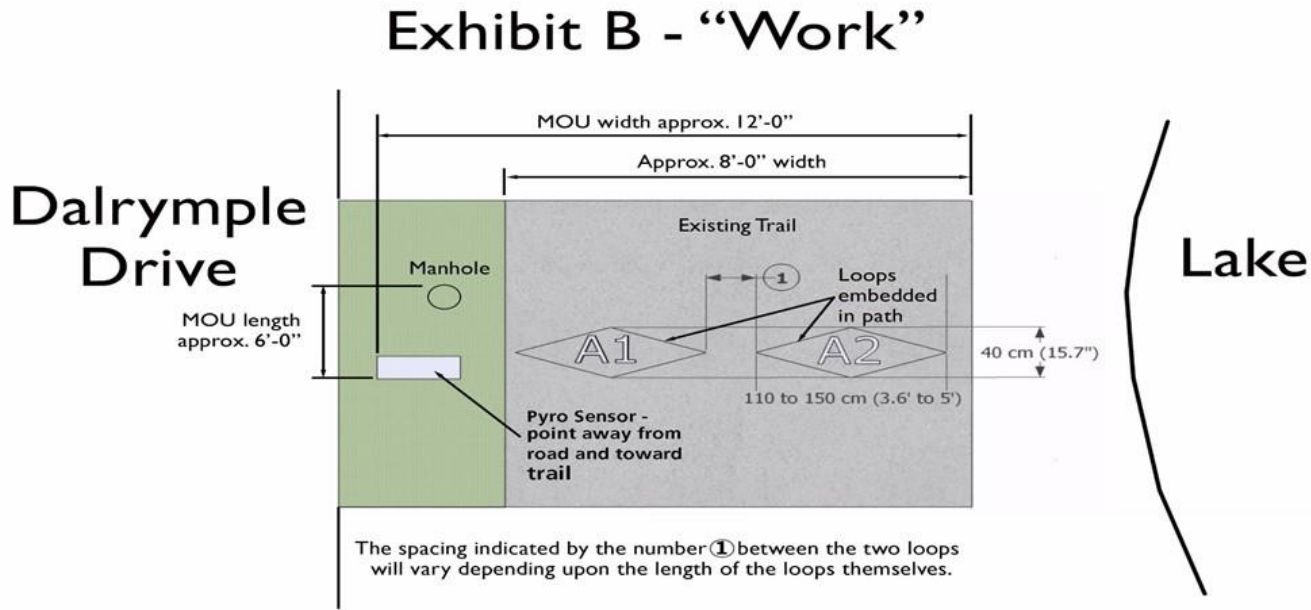 Exhibit B - “Work”
MOU width approx. 12’-0”
Approx. 8’-0” width
Dalrymple
Drive
Existing Trail
Manhole
1
Loops
embedded
in path
Lake
MOU length
approx. 6’-0”
A1
A2
40 cm (15.7")
110 to 150 cm (3.6' to 5')
Pyro Sensor -
point away from
road and toward
trail
The spacing indicated by the number 1 between the two loops
will vary depending upon the length of the loops themselves.